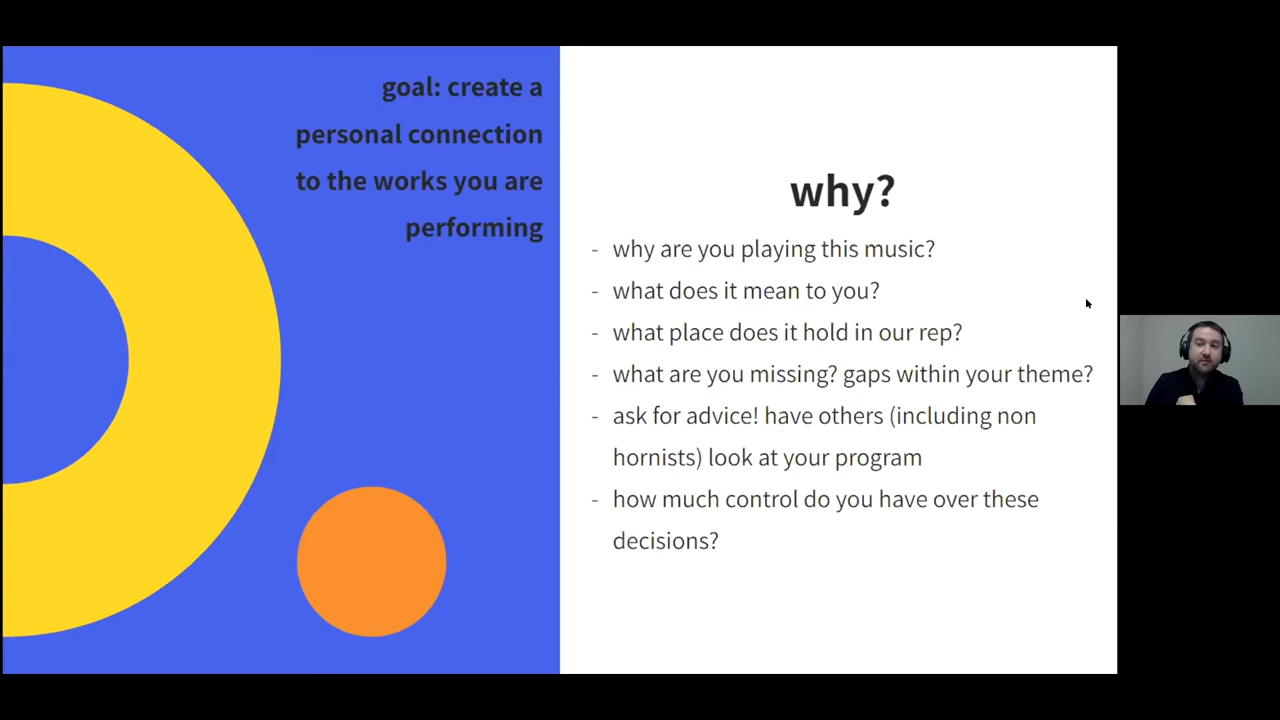 goal: create a
personal connection
to the works you are
performing
why?
- why are you playing this music?
- what does it mean to you?
- what place does it hold in our rep?
- what are you missing? gaps within your theme?
- ask for advice! have others (including non
hornists) look at your program
- how much control do you have over these
decisions?